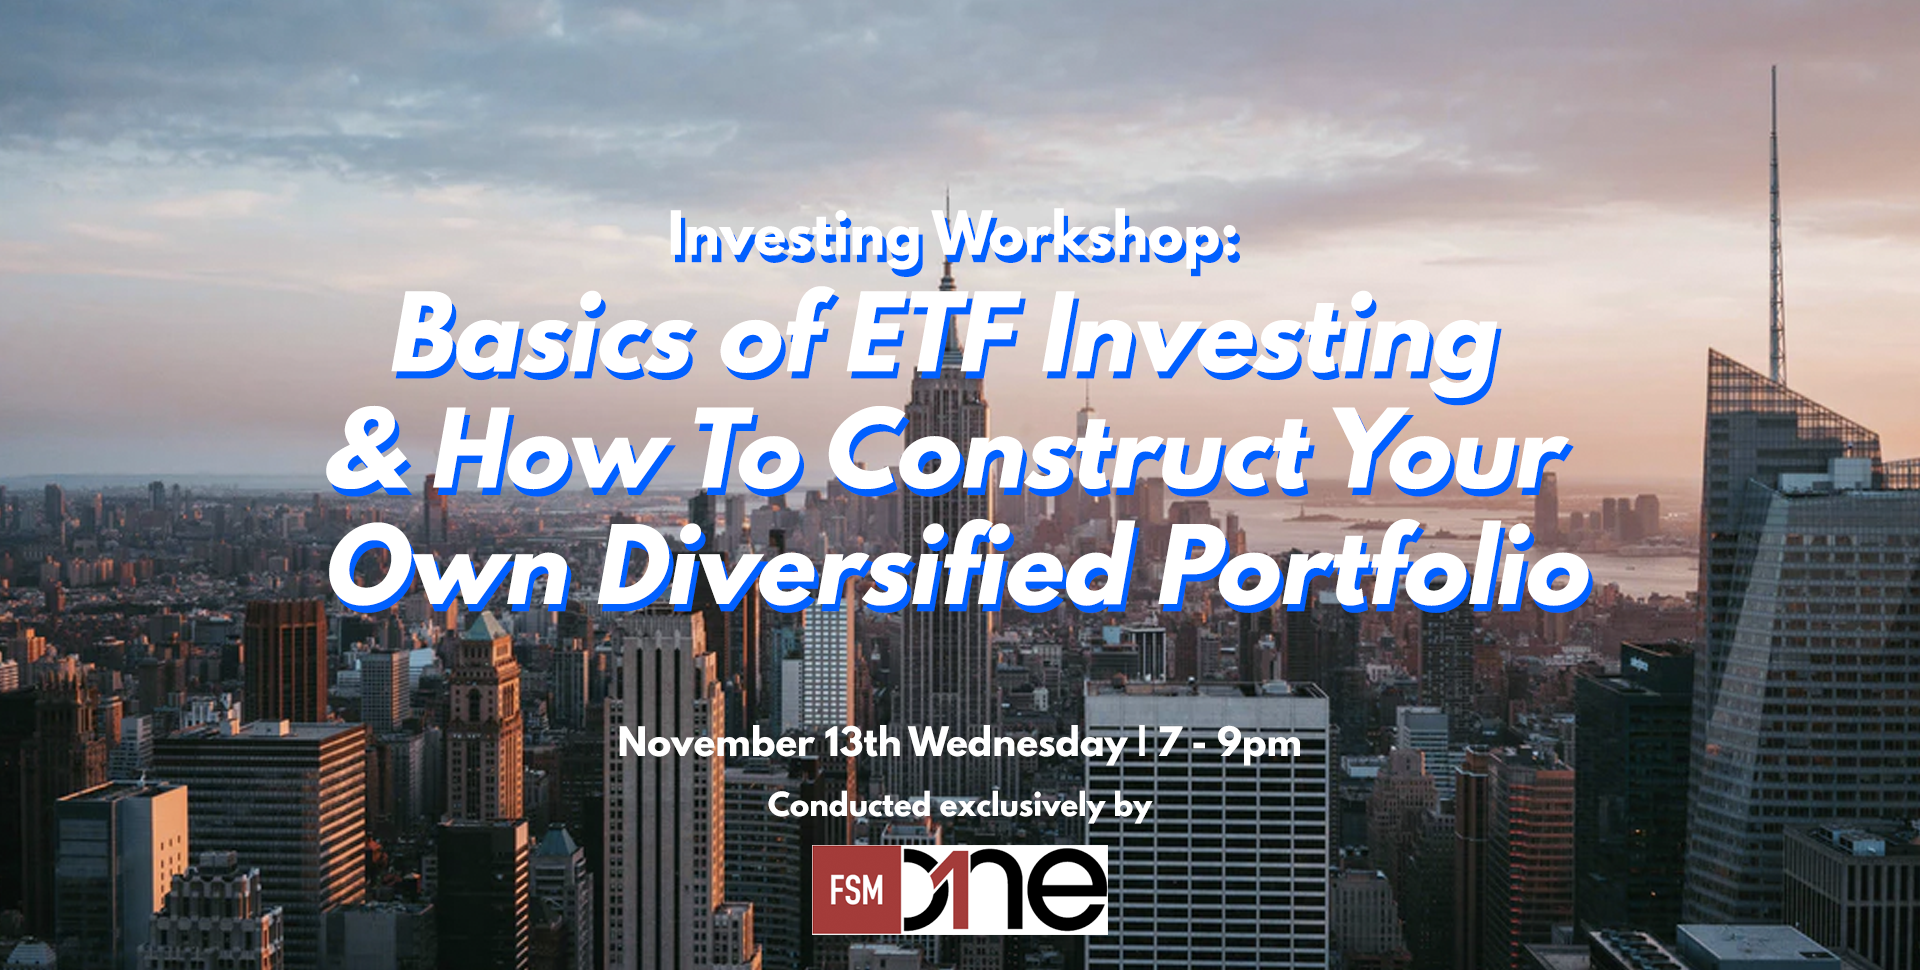 Investing Workshop:
Basics of ETF Investing
& How To Construct Your
Own Diversified Portfolio
November 13th Wednesday | 7 - 9pm
Conducted exclusively by
FSM One